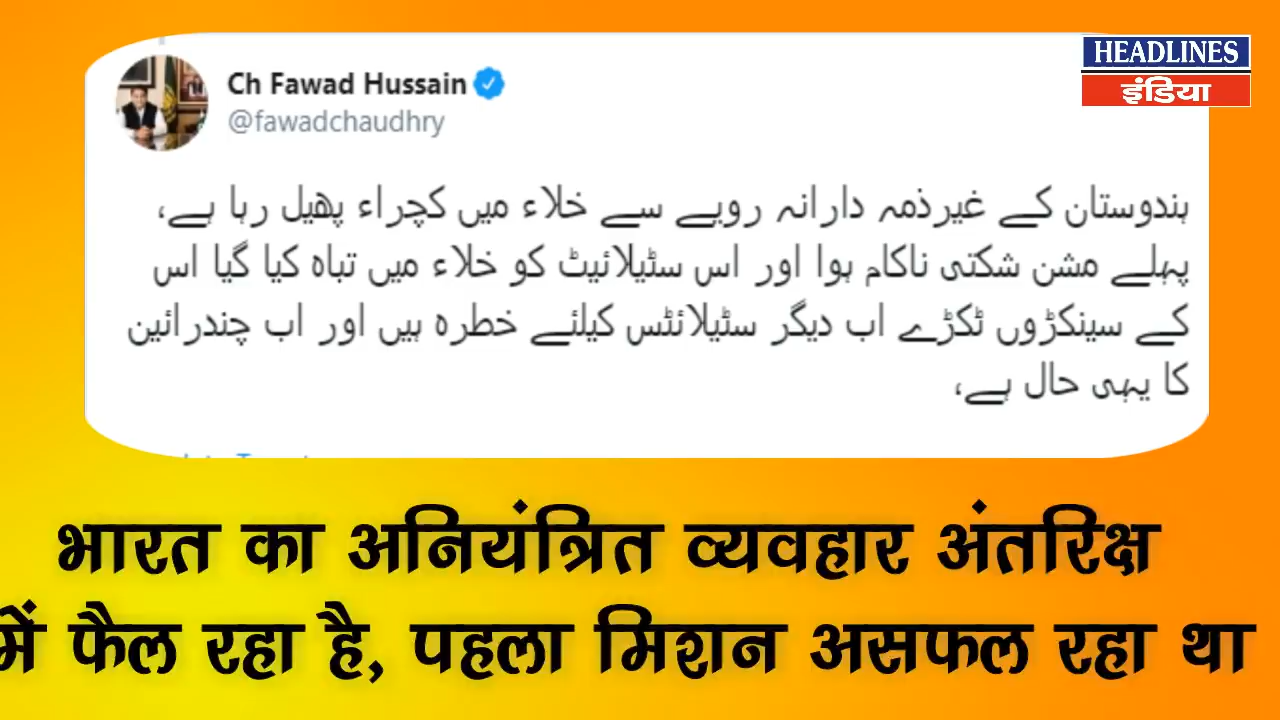 HEADLINES
इंडिया
Ch Fawad Hussain
@fawadchaudhry
ہندوستان کے غیرذمہ دارانہ رویے سے خلاء میں کچراء پھیل رہا ہے،
پہلے مشن شکتی ناکام ہوا اور اس سٹیلائیٹ کو خلاء میں تباہ کیا گیا اس
کے سینکڑوں ٹکڑے اب دیگر سٹیلائٹس کیلئے خطرہ ہیں اور اب چندرائین
کا یہی حال ہے،
भारत का अनियंत्रित व्यवहार अंतरिक्ष
में फैल रहा है, पहला मिशन असफल रहा था